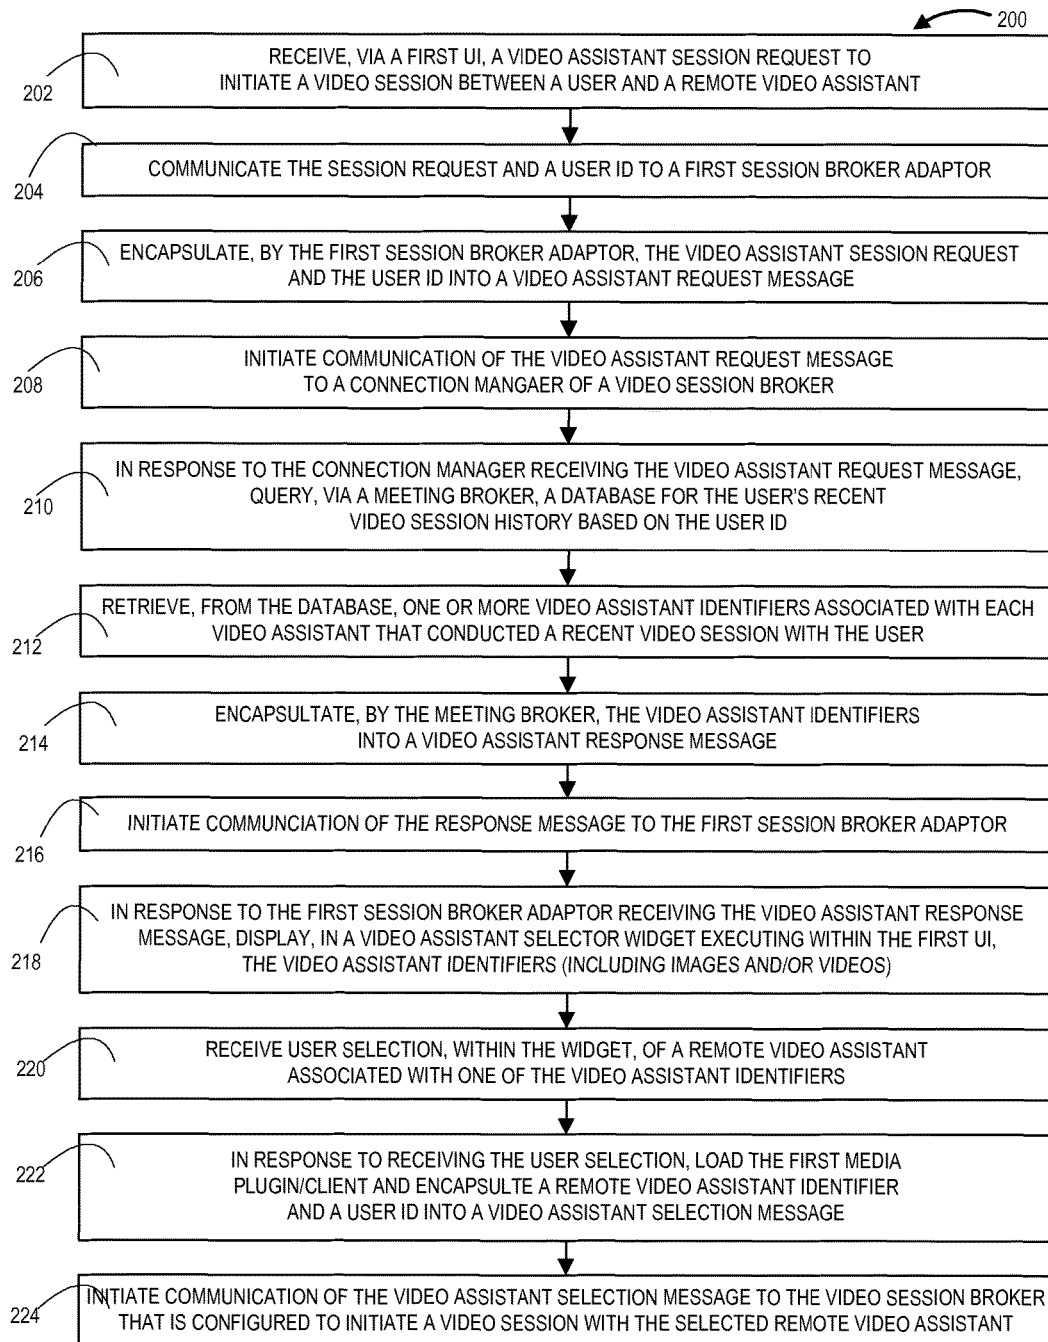 200
RECEIVE, VIA A FIRST UI, A VIDEO ASSISTANT SESSION REQUEST TO
INITIATE A VIDEO SESSION BETWEEN A USER AND A REMOTE VIDEO ASSISTANT
202
COMMUNICATE THE SESSION REQUEST AND A USER ID TO A FIRST SESSION BROKER ADAPTOR
204
ENCAPSULATE, BY THE FIRST SESSION BROKER ADAPTOR, THE VIDEO ASSISTANT SESSION REQUEST
AND THE USER ID INTO A VIDEO ASSISTANT REQUEST MESSAGE
206
INITIATE COMMUNICATION OF THE VIDEO ASSISTANT REQUEST MESSAGE
TO A CONNECTION MANGAER OF A VIDEO SESSION BROKER
208
IN RESPONSE TO THE CONNECTION MANAGER RECEIVING THE VIDEO ASSISTANT REQUEST MESSAGE,
QUERY, VIA A MEETING BROKER, A DATABASE FOR THE USER'S RECENT
VIDEO SESSION HISTORY BASED ON THE USER ID
210
RETRIEVE, FROM THE DATABASE, ONE OR MORE VIDEO ASSISTANT IDENTIFIERS ASSOCIATED WITH EACH
VIDEO ASSISTANT THAT CONDUCTED A RECENT VIDEO SESSION WITH THE USER
212
ENCAPSULTATE, BY THE MEETING BROKER, THE VIDEO ASSISTANT IDENTIFIERS
INTO A VIDEO ASSISTANT RESPONSE MESSAGE
214
INITIATE COMMUNCIATION OF THE RESPONSE MESSAGE TO THE FIRST SESSION BROKER ADAPTOR
216
IN RESPONSE TO THE FIRST SESSION BROKER ADAPTOR RECEIVING THE VIDEO ASSISTANT RESPONSE
MESSAGE, DISPLAY, IN A VIDEO ASSISTANT SELECTOR WIDGET EXECUTING WITHIN THE FIRST UI,
THE VIDEO ASSISTANT IDENTIFIERS (INCLUDING IMAGES AND/OR VIDEOS)
218
RECEIVE USER SELECTION, WITHIN THE WIDGET, OF A REMOTE VIDEO ASSISTANT
ASSOCIATED WITH ONE OF THE VIDEO ASSISTANT IDENTIFIERS
220
IN RESPONSE TO RECEIVING THE USER SELECTION, LOAD THE FIRST MEDIA
PLUGIN/CLIENT AND ENCAPSULTE A REMOTE VIDEO ASSISTANT IDENTIFIER
AND A USER ID INTO A VIDEO ASSISTANT SELECTION MESSAGE
222
INITIATE COMMUNICATION OF THE VIDEO ASSISTANT SELECTION MESSAGE TO THE VIDEO SESSION BROKER
THAT IS CONFIGURED TO INITIATE A VIDEO SESSION WITH THE SELECTED REMOTE VIDEO ASSISTANT
224